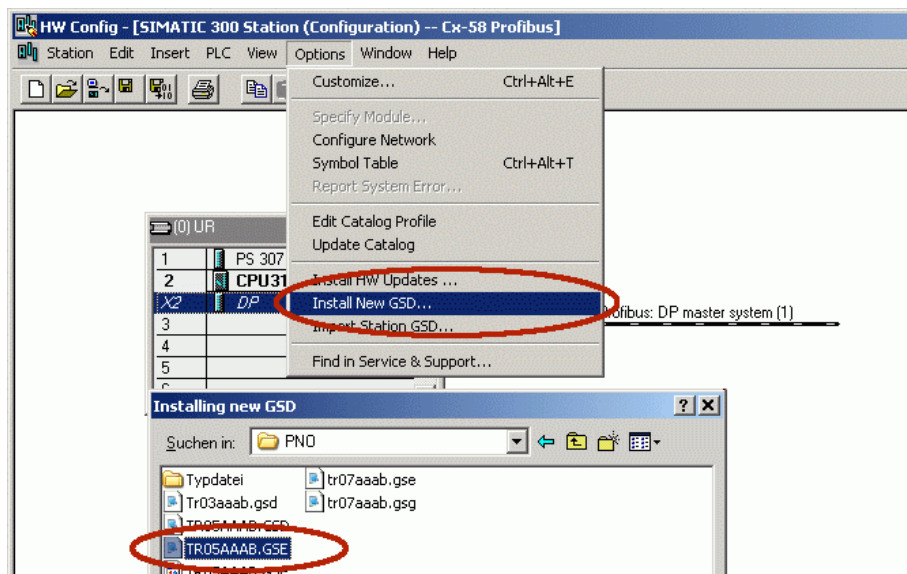 HW Config - [SIMATIC 300 Station (Configuration) -- Cx-58 Profibus]
Station Edit Insert PLC View Options Window Help
Customize... Ctrl+Alt+E
Specify Module...
Configure Network
Symbol Table Ctrl+Alt+T
Report System Error...
Edit Catalog Profile
Update Catalog
Install HW Updates ...
Install New GSD...
Import Station GSD...
Find in Service & Support...
(0) UR
1 PS 307
2 CPU31
X2 DP
3
4
5
ofibus: DP master system (1)
Installing new GSD
Suchen in: PNO
Typdatei tr07aaab.gse
Tr03aaab.gsd tr07aaab.gsg
TR05AAAB.GSD
TR05AAAB.GSE